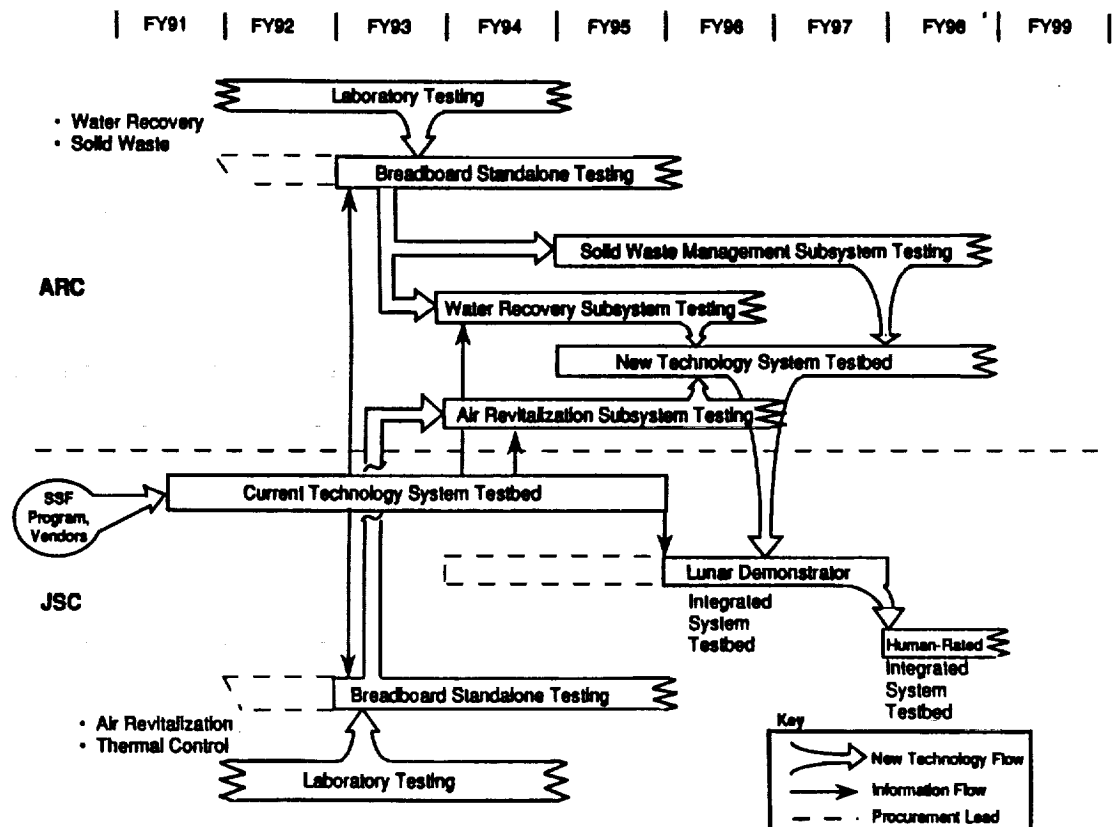 FY91 FY92 FY93 FY94 FY95 FY96 FY97 FY98 FY99
Laboratory Testing
• Water Recovery
• Solid Waste
Breadboard Standalone Testing
Solid Waste Management Subsystem Testing
ARC
Water Recovery Subsystem Testing
New Technology System Testbed
Air Revitalization Subsystem Testing
SSF
Program,
Vendors
Current Technology System Testbed
Lunar Demonstrator
JSC
Integrated
System
Testbed
Human-Rated
Integrated
System
Testbed
Breadboard Standalone Testing
• Air Revitalization
• Thermal Control
Laboratory Testing
Key
New Technology Flow
Information Flow
Procurement Lead